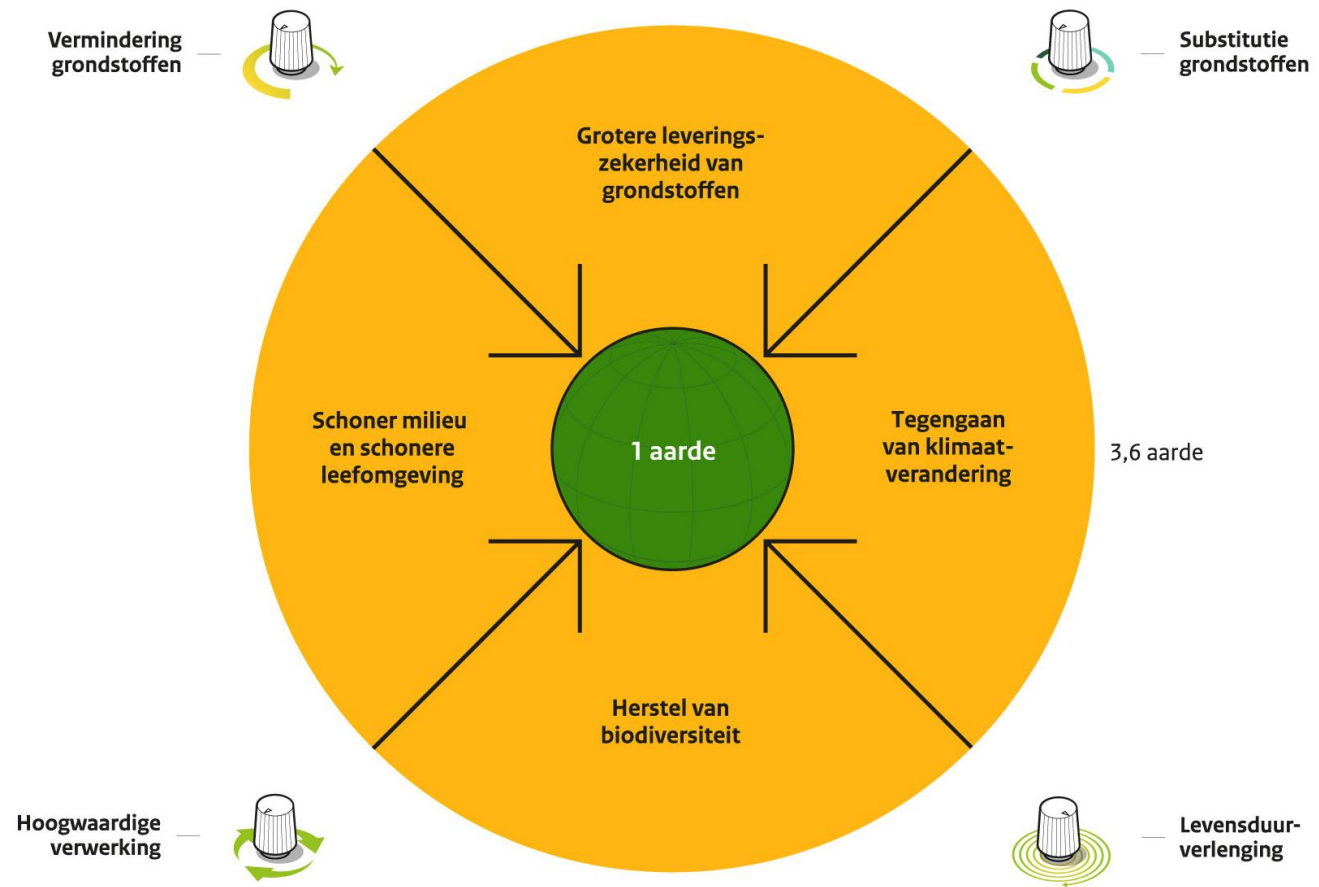 Vermindering
grondstoffen
Substitutie
grondstoffen
Grotere leverings-
zekerheid van
grondstoffen
Schoner milieu
en schonere
leefomgeving
1 aarde
Tegengaan
van klimaat-
verandering
3,6 aarde
Herstel van
biodiversiteit
Hoogwaardige
verwerking
Levensduur-
verlenging